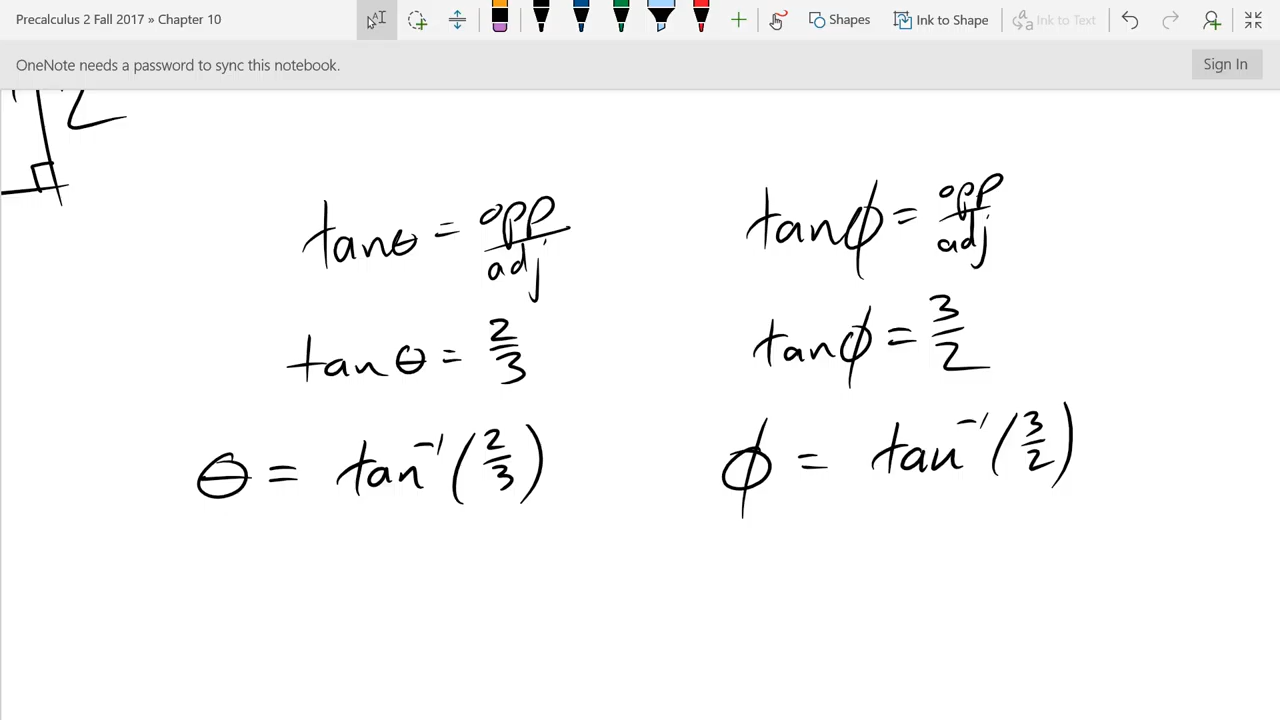 Precalculus 2 Fall 2017 » Chapter 10
Shapes
Ink to Shape
Ink to Text
OneNote needs a password to sync this notebook.
Sign In
2
tanθ = opp/adj
tan θ = 2/3
θ = tan⁻¹(2/3)
tanϕ = opp/adj
tanϕ = 3/2
ϕ = tan⁻¹(3/2)